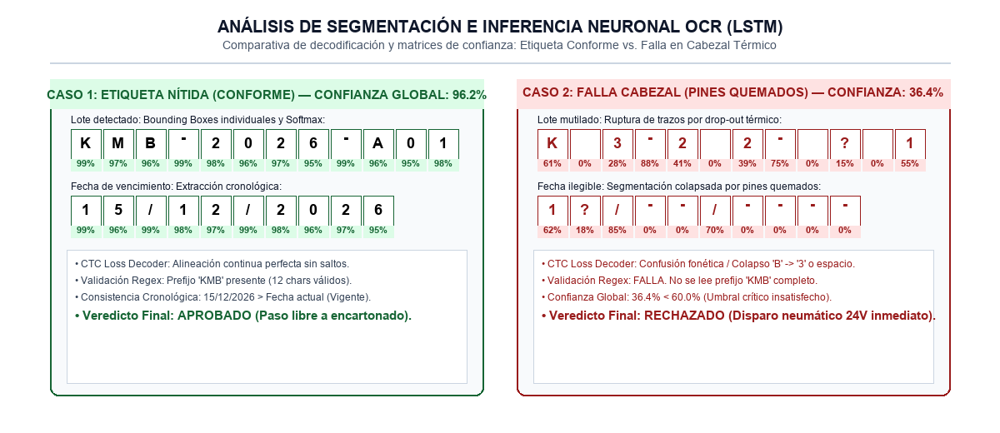 ANÁLISIS DE SEGMENTACIÓN E INFERENCIA NEURONAL OCR (LSTM)
Comparativa de decodificación y matrices de confianza: Etiqueta Conforme vs. Falla en Cabezal Térmico
CASO 1: ETIQUETA NÍTIDA (CONFORME) — CONFIANZA GLOBAL: 96.2%
Lote detectado: Bounding Boxes individuales y Softmax:
K M B - 2 0 2 6 - A 0 1
99% 97% 96% 99% 98% 96% 97% 95% 99% 96% 95% 98%
Fecha de vencimiento: Extracción cronológica:
1 5 / 1 2 / 2 0 2 6
99% 96% 99% 98% 97% 99% 98% 96% 97% 95%
• CTC Loss Decoder: Alineación continua perfecta sin saltos.
• Validación Regex: Prefijo 'KMB' presente (12 chars válidos).
• Consistencia Cronológica: 15/12/2026 > Fecha actual (Vigente).
• Veredicto Final: APROBADO (Paso libre a encartonado).
CASO 2: FALLA CABEZAL (PINES QUEMADOS) — CONFIANZA: 36.4%
Lote mutilado: Ruptura de trazos por drop-out térmico:
K 3 - 2 2 - ? 1
61% 0% 28% 88% 41% 0% 39% 75% 0% 15% 0% 55%
Fecha ilegible: Segmentación colapsada por pines quemados:
1 ? / - - / - - - -
62% 18% 85% 0% 0% 70% 0% 0% 0% 0%
• CTC Loss Decoder: Confusión fonética / Colapso 'B' -> '3' o espacio.
• Validación Regex: FALLA. No se lee prefijo 'KMB' completo.
• Confianza Global: 36.4% < 60.0% (Umbral crítico insatisfecho).
• Veredicto Final: RECHAZADO (Disparo neumático 24V inmediato).